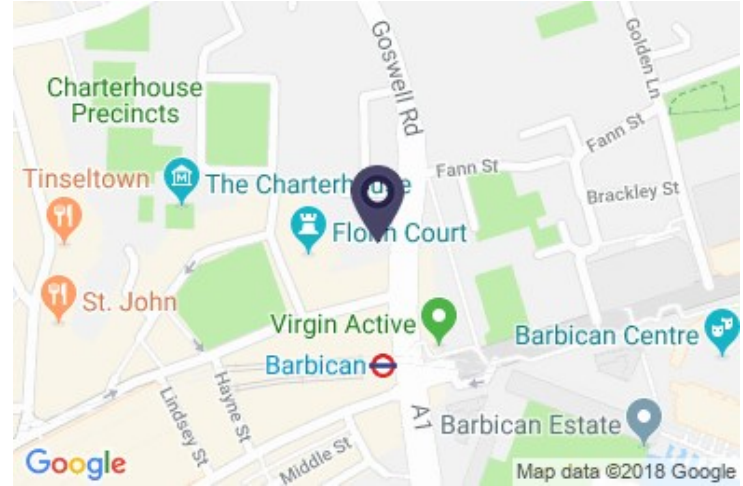 Goswell Rd
Golden Ln
Charterhouse
Precincts
Fann St
Fann St
Tinseltown
The Charterhouse
Brackley St
Florin Court
St. John
Virgin Active
Barbican Centre
Barbican
Lindsey St
Hayne St
A1
Barbican Estate
Middle St
Google
Map data ©2018 Google